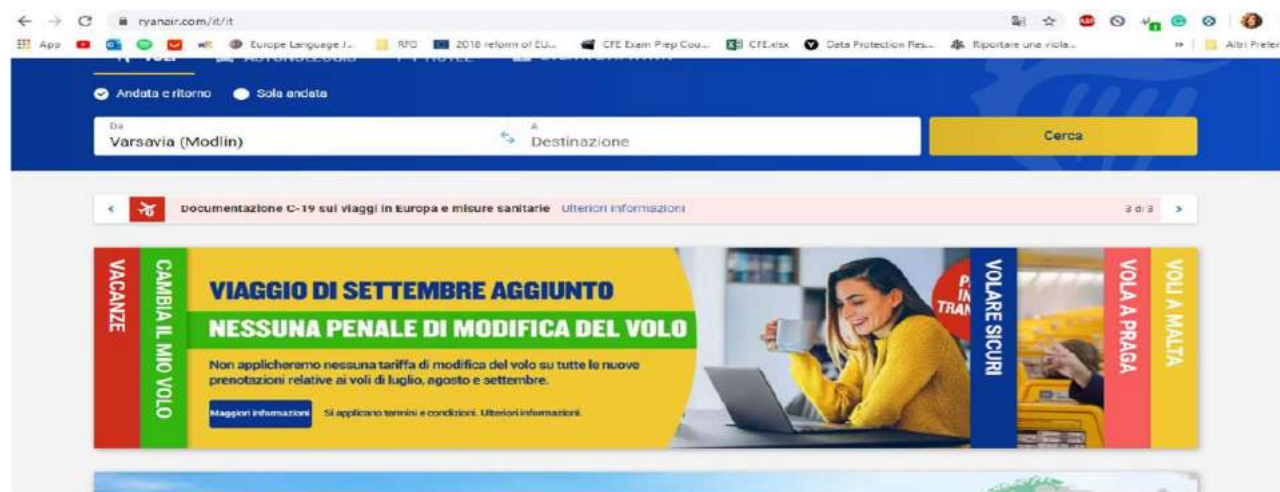 ryanair.com/it/it
App
Europe Language J...
RPG
2018 reform of EU...
CFE Exam Prep Cou...
CFE.xlsx
Data Protection Res...
Riportare una viola...
Altri Prefer
Andata e ritorno
Sola andata
Da
A
Varsavia (Modlin)
Destinazione
Cerca
Documentazione C-19 sui viaggi in Europa e misure sanitarie
Ulteriori informazioni
3 di 3
VACANZE
CAMBIA IL MIO VOLO
VIAGGIO DI SETTEMBRE AGGIUNTO
NESSUNA PENALE DI MODIFICA DEL VOLO
Non applicheremo nessuna tariffa di modifica del volo su tutte le nuove
prenotazioni relative ai voli di luglio, agosto e settembre.
Maggiori informazioni
Si applicano termini e condizioni. Ulteriori informazioni.
VOLARE SICURI
VOLA A PRAGA
VOLI A MALTA